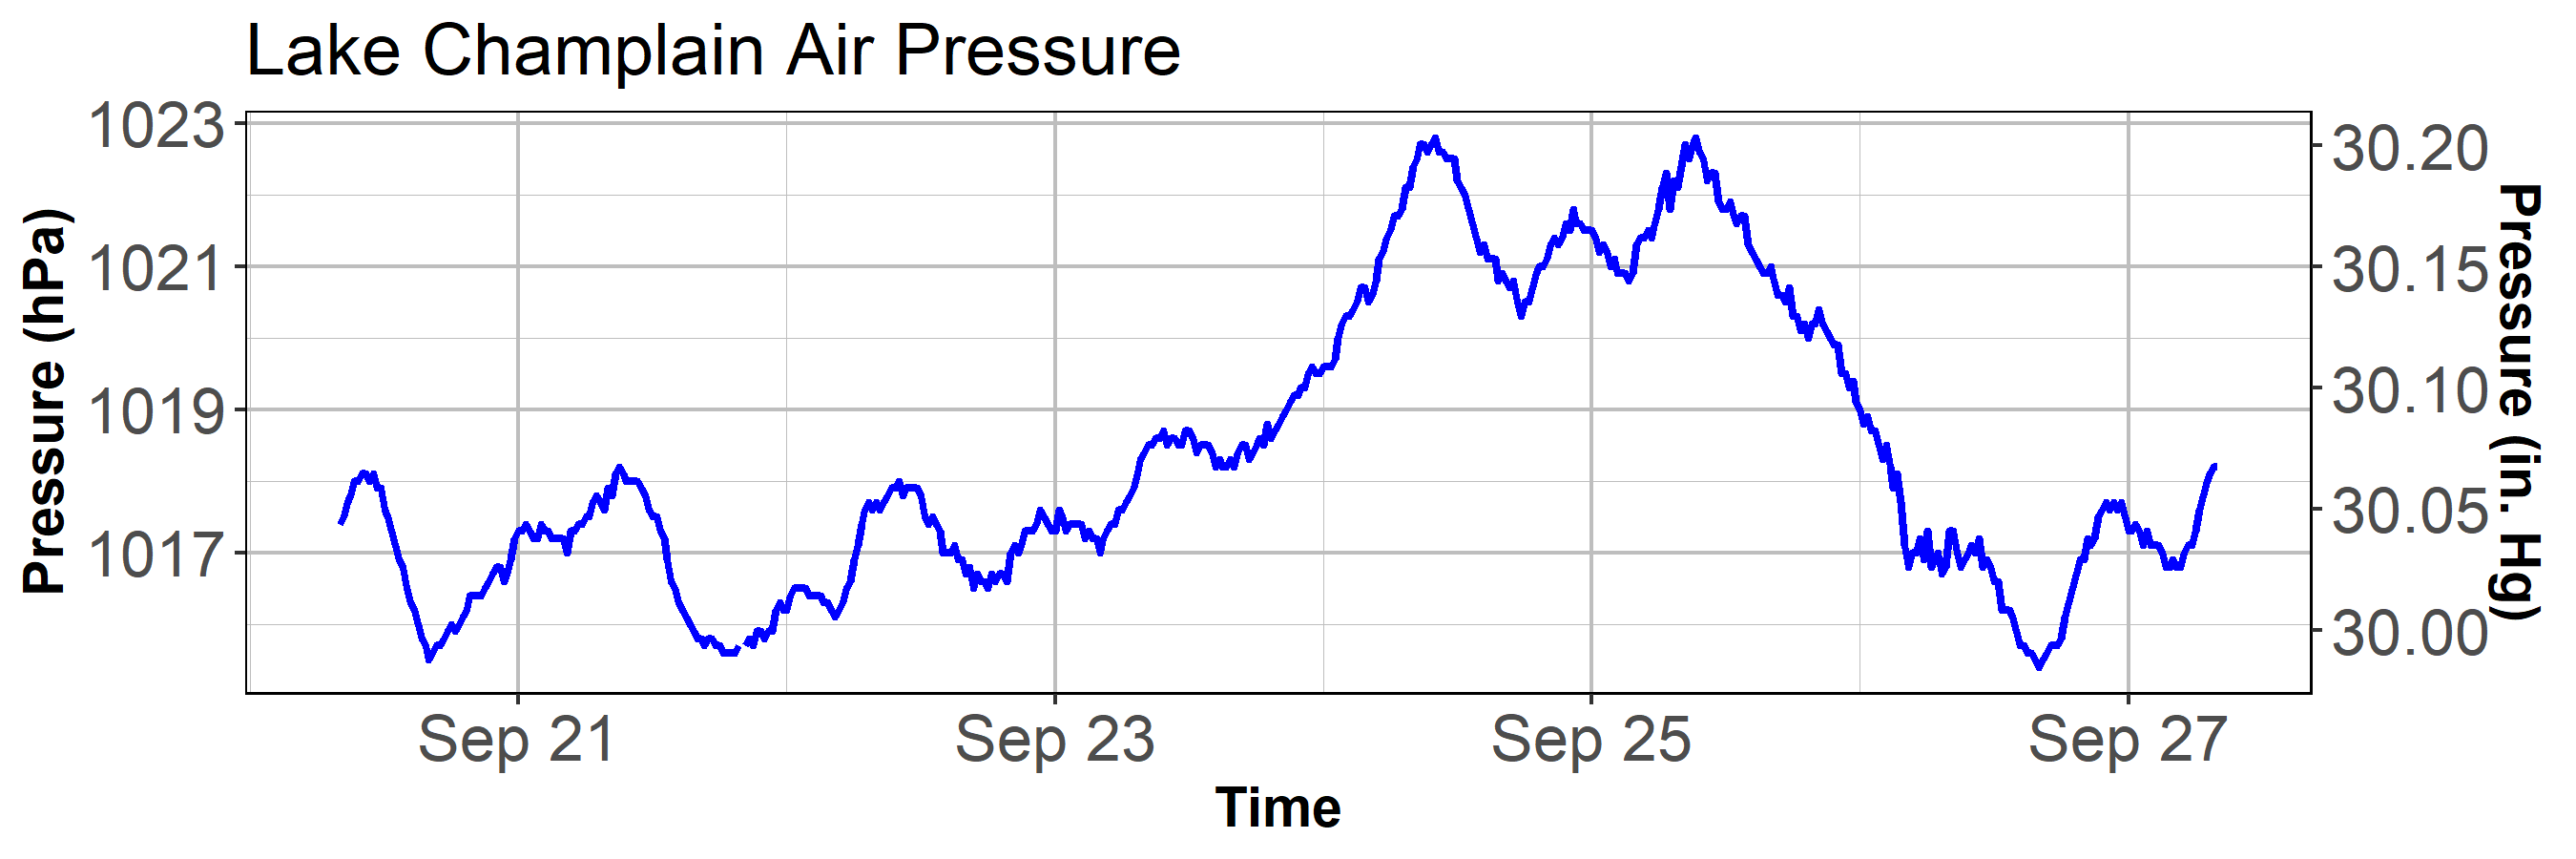 Lake Champlain Air Pressure
Pressure (hPa)
1023
1021
1019
1017
30.20
30.15
30.10
30.05
30.00
Pressure (in. Hg)
Sep 21 Sep 23 Sep 25 Sep 27
Time